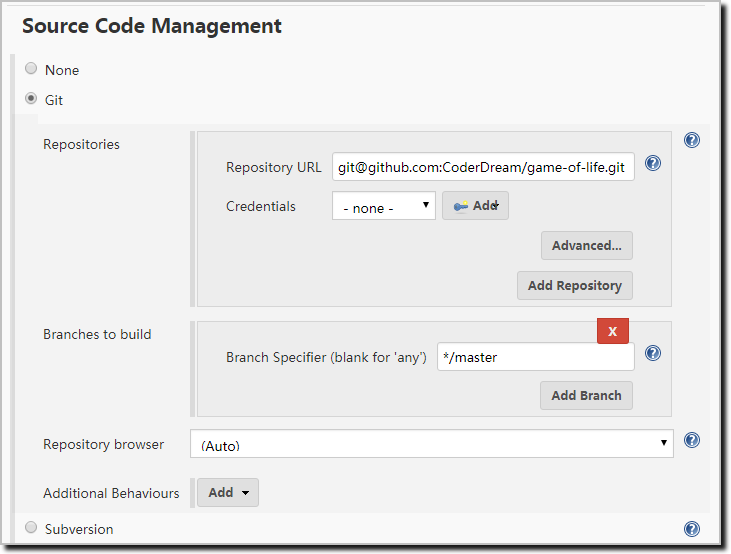 Source Code Management
None
Git
Repositories
Repository URL git@github.com:CoderDream/game-of-life.git
Credentials - none - Add
Advanced...
Add Repository
Branches to build
X
Branch Specifier (blank for 'any') */master
Add Branch
Repository browser (Auto)
Additional Behaviours Add
Subversion